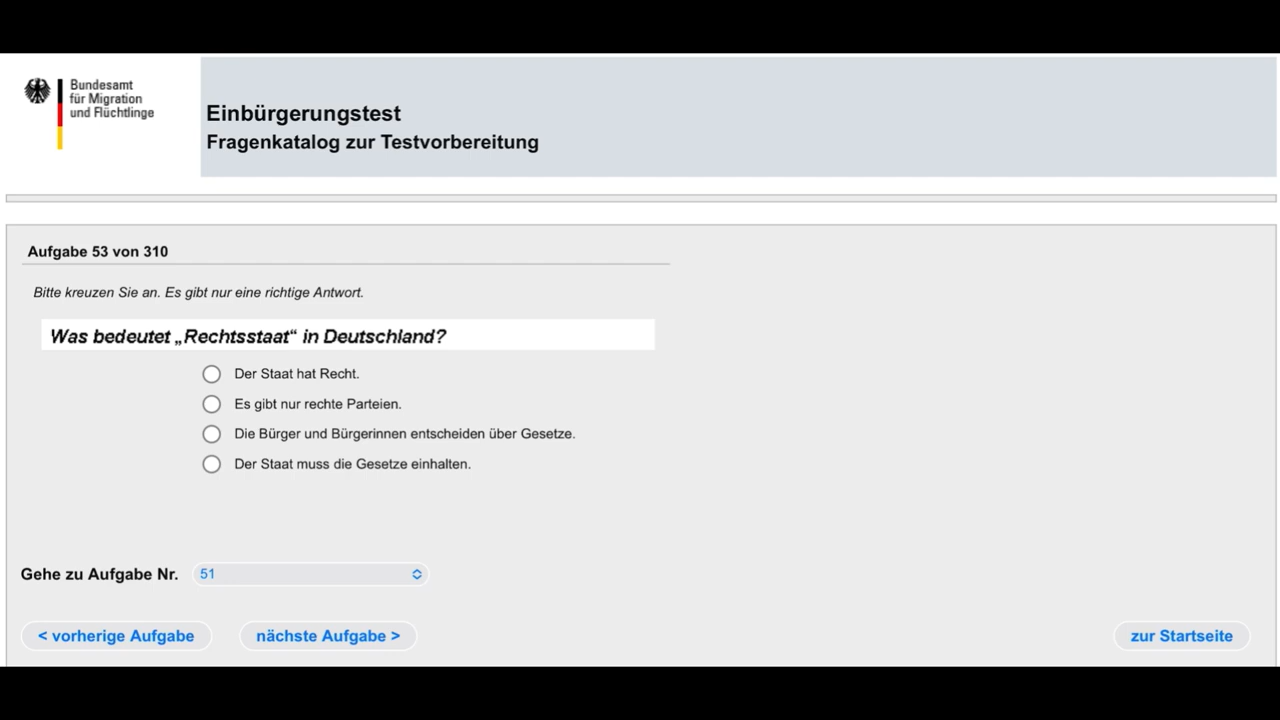 Bundesamt
für Migration
und Flüchtlinge
Einbürgerungstest
Fragenkatalog zur Testvorbereitung
Aufgabe 53 von 310
Bitte kreuzen Sie an. Es gibt nur eine richtige Antwort.
Was bedeutet „Rechtsstaat“ in Deutschland?
Der Staat hat Recht.
Es gibt nur rechte Parteien.
Die Bürger und Bürgerinnen entscheiden über Gesetze.
Der Staat muss die Gesetze einhalten.
Gehe zu Aufgabe Nr. 51
< vorherige Aufgabe nächste Aufgabe > zur Startseite